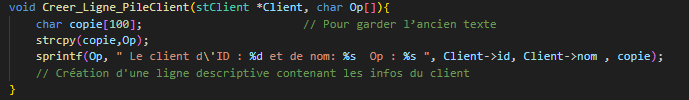 void Creer_Ligne_PileClient(stClient *Client, char Op[]){
char copie[100]; // Pour garder l’ancien texte
strcpy(copie,Op);
sprintf(Op, " Le client d\'ID : %d et de nom: %s  Op : %s ", Client->id, Client->nom , copie);
// Création d'une ligne descriptive contenant les infos du client
}